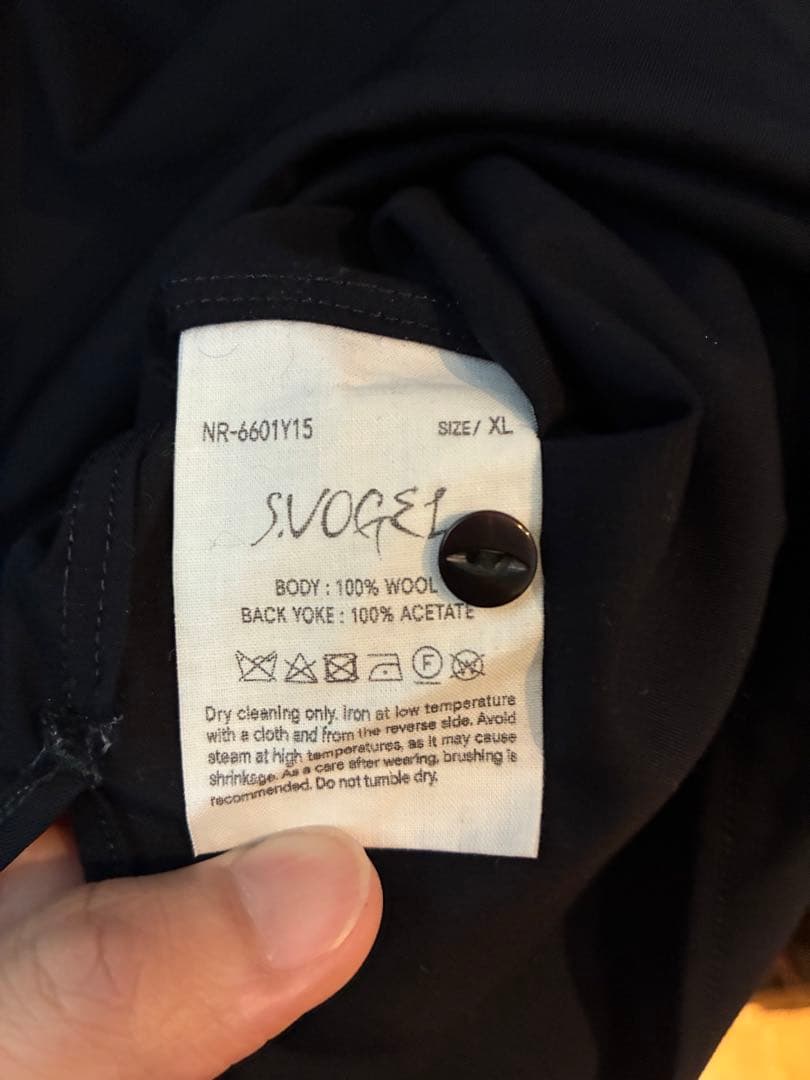 NR-6601Y15 SIZE/ XL
S.VOGEL
BODY : 100% WOOL
BACK YOKE : 100% ACETATE
F W
Dry cleaning only. Iron at low temperature
with a cloth and from the reverse side. Avoid
steam at high temperatures, as it may cause
shrinkage. As a care after wearing, brushing is
recommended. Do not tumble dry.